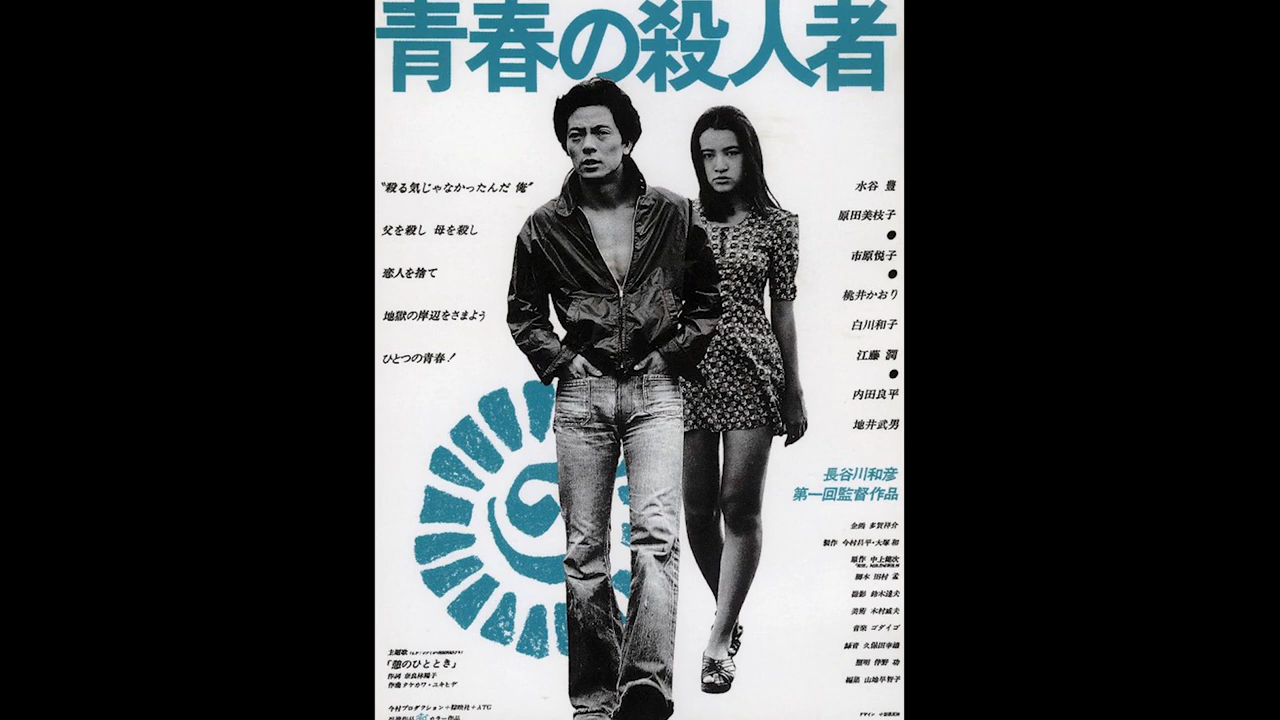 青春の殺人者
〝殺る気じゃなかったんだ 俺〟
父を殺し 母を殺し
恋人を捨て
地獄の岸辺をさまよう
ひとつの青春!
水谷 豊
原田美枝子
●
市原悦子
●
桃井かおり
白川和子
江藤 潤
●
内田良平
地井武男
長谷川和彦
第一回監督作品
企画 多賀祥介
製作 今村昌平・大塚 和
原作 中上健次
脚本 田村 孟
撮影 鈴木達夫
美術 木村威夫
音楽 ゴダイゴ
録音 久保田幸雄
照明 伴野 功
編集 山地早智子
主題歌
「憩のひととき」
作詞 奈良林陽子
作曲 タケカワ・ユキヒデ
今村プロダクション+綜映社+ATG
カラー作品
デザイン